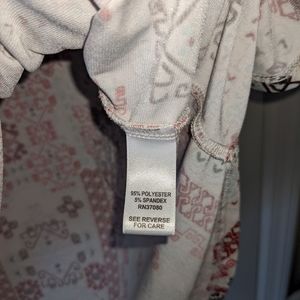 95% POLYESTER
5% SPANDEX
RN37080
SEE REVERSE
FOR CARE